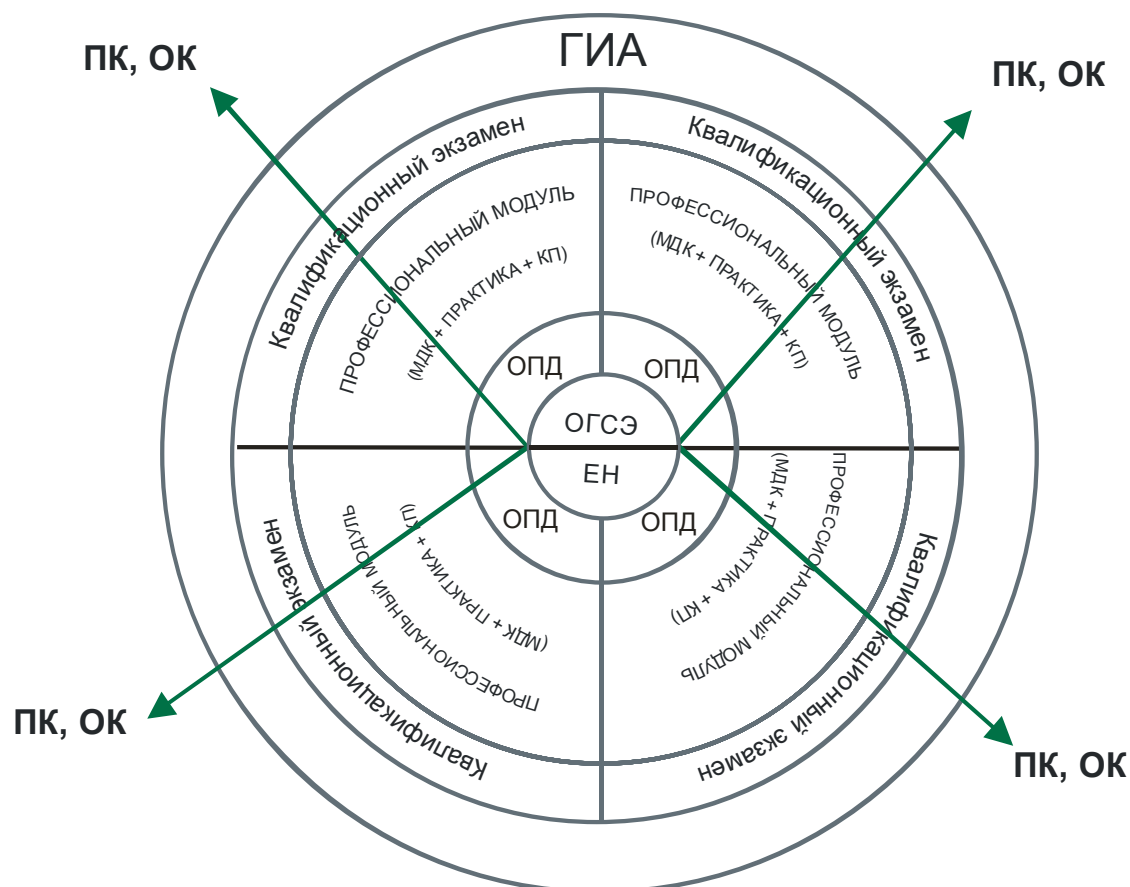 ГИА
ПК, ОК
ПК, ОК
Квалификационный экзамен
Квалификационный экзамен
ПРОФЕССИОНАЛЬНЫЙ МОДУЛЬ
(МДК + ПРАКТИКА + КП)
ПРОФЕССИОНАЛЬНЫЙ МОДУЛЬ
(МДК + ПРАКТИКА + КП)
ОПД
ОПД
ОГСЭ
ЕН
ОПД
ОПД
(МДК + ПРАКТИКА + КП)
ПРОФЕССИОНАЛЬНЫЙ МОДУЛЬ
(МДК + ПРАКТИКА + КП)
ПРОФЕССИОНАЛЬНЫЙ МОДУЛЬ
Квалификационный экзамен
Квалификационный экзамен
ПК, ОК
ПК, ОК